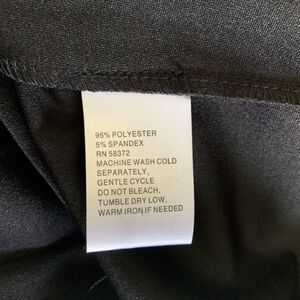 95% POLYESTER
5% SPANDEX
RN 58372
MACHINE WASH COLD
SEPARATELY,
GENTLE CYCLE
DO NOT BLEACH,
TUMBLE DRY LOW,
WARM IRON IF NEEDED